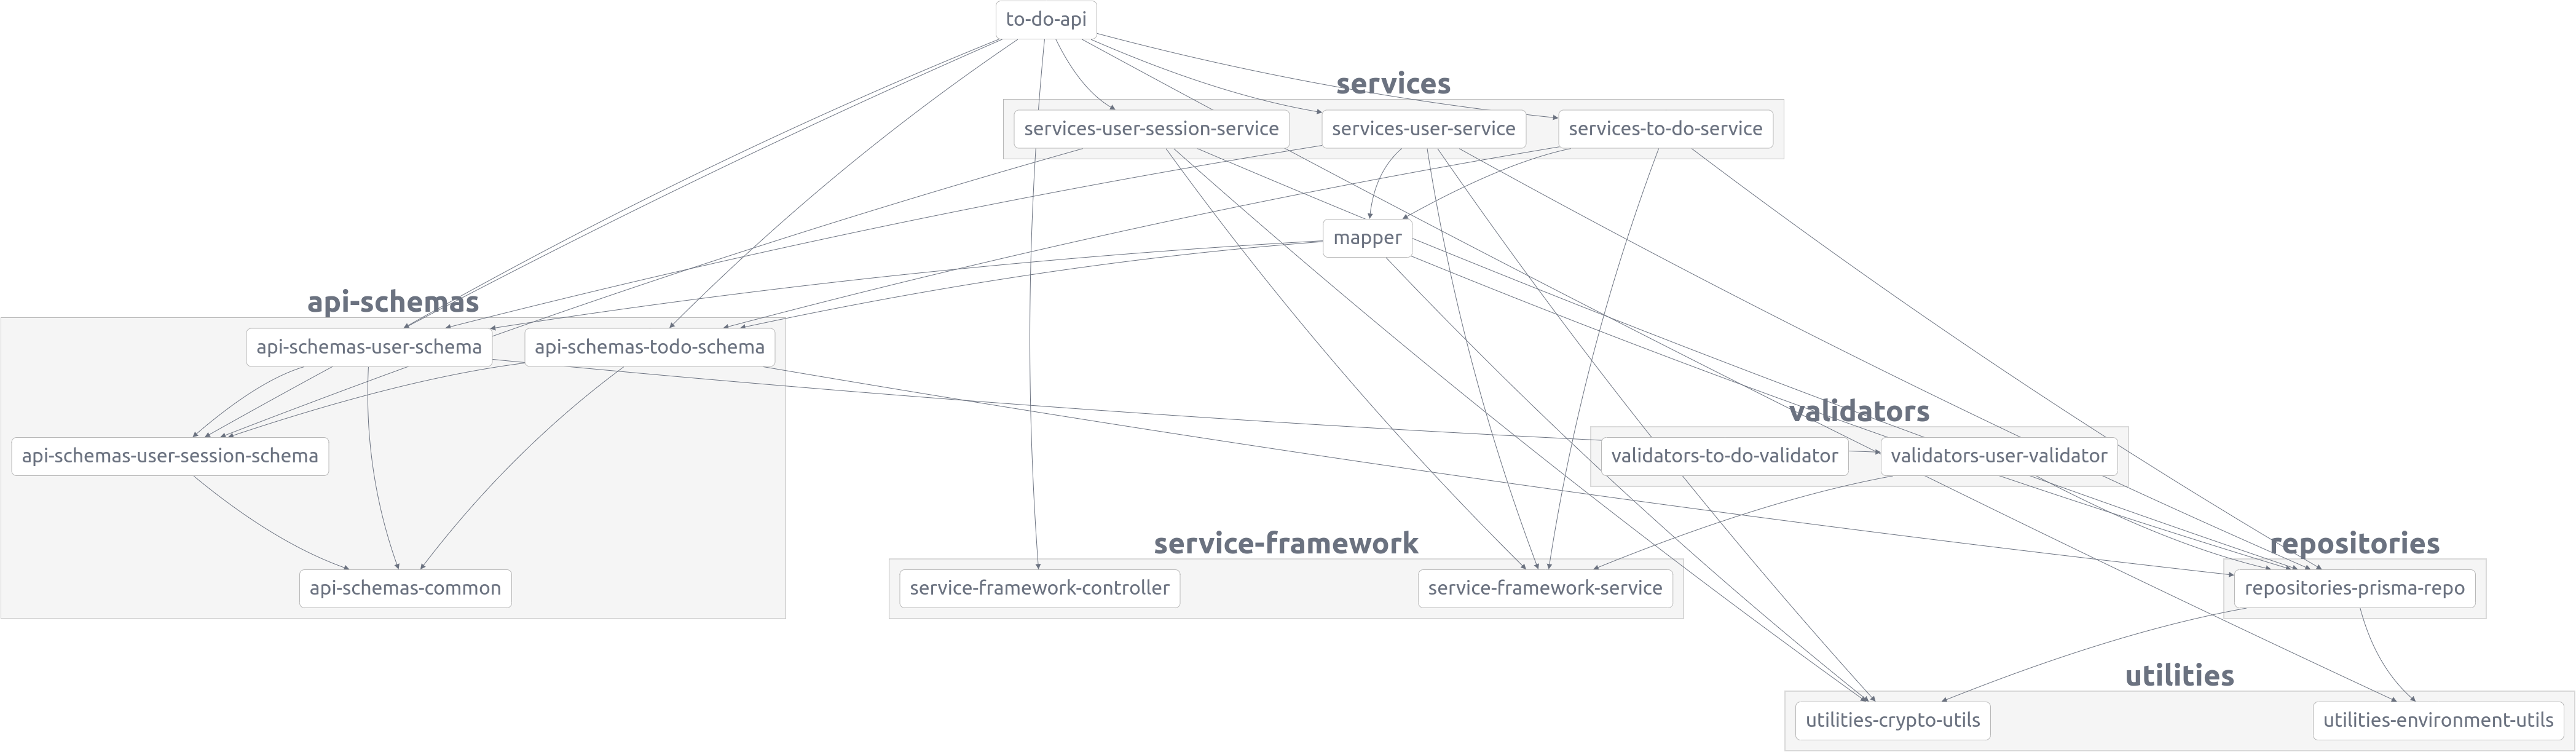 to-do-api
services
services-user-session-service
services-user-service
services-to-do-service
mapper
api-schemas
api-schemas-user-schema
api-schemas-todo-schema
validators
api-schemas-user-session-schema
validators-to-do-validator
validators-user-validator
service-framework
repositories
api-schemas-common
service-framework-controller
service-framework-service
repositories-prisma-repo
utilities
utilities-crypto-utils
utilities-environment-utils